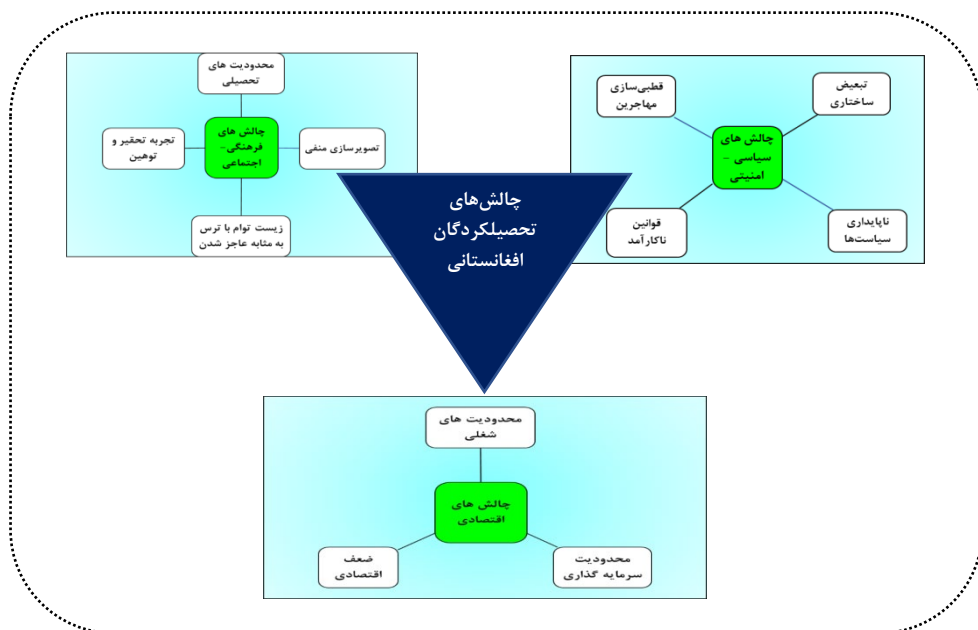 چالش‌های
تحصیلکردگان
افغانستانی
چالش های
سیاسی -
امنیتی
تبعیض
ساختاری
قطبی‌سازی
مهاجرین
ناپایداری
سیاست‌ها
قوانین
ناکارآمد
چالش های
فرهنگی-
اجتماعی
محدودیت های
تحصیلی
تصویرسازی منفی
تجربه تحقیر و
توهین
زیست توام با ترس
به مثابه عاجز شدن
چالش های
اقتصادی
محدودیت های
شغلی
محدودیت
سرمایه گذاری
ضعف
اقتصادی